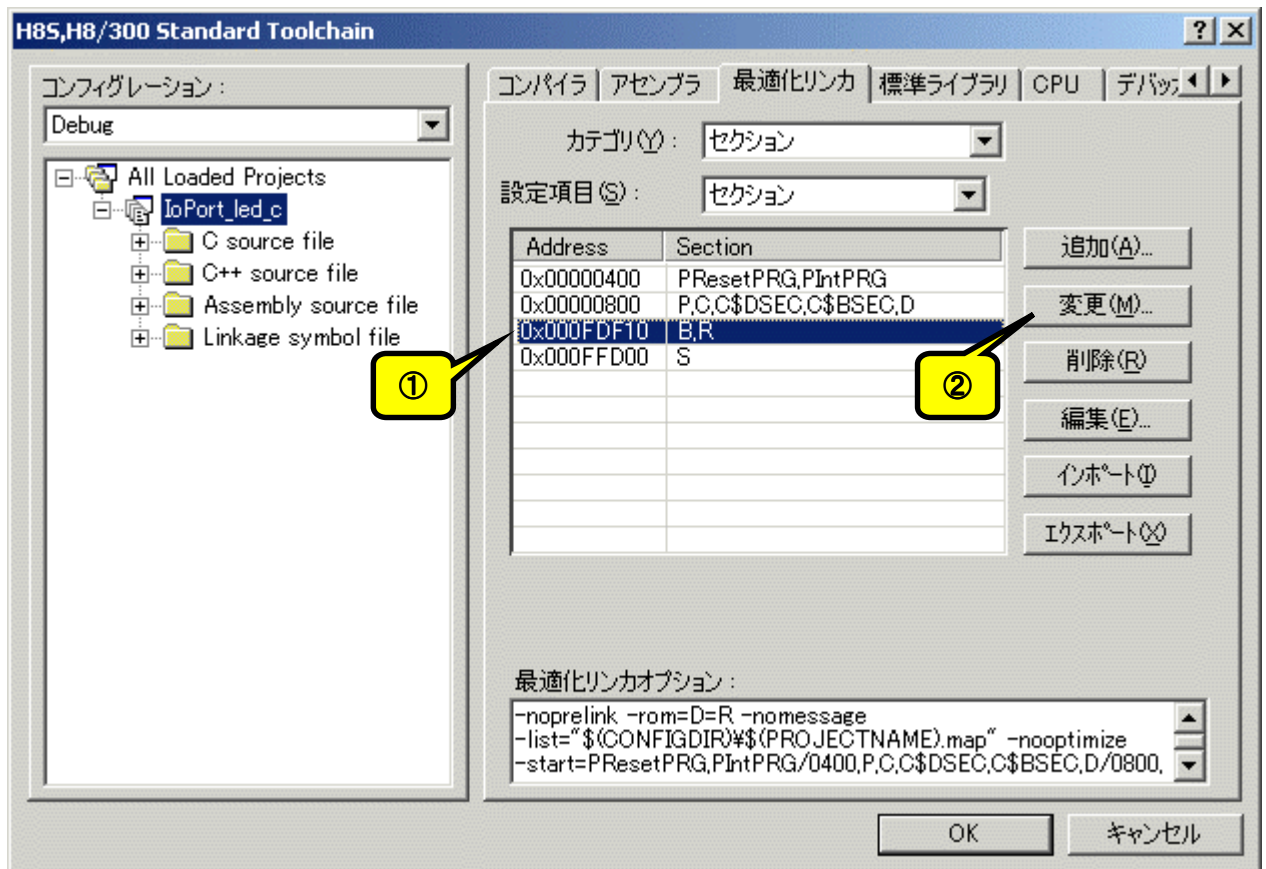 H8S,H8/300 Standard Toolchain
コンフィグレーション :
Debug
All Loaded Projects
IoPort_led_c
C source file
C++ source file
Assembly source file
Linkage symbol file
コンパイラ アセンブラ 最適化リンカ 標準ライブラリ CPU デバッ
カテゴリ(Y) : セクション
設定項目(S) : セクション
Address Section
0x00000400 PResetPRG,PIntPRG
0x00000800 P,C,C$DSEC,C$BSEC,D
0x000FDF10 B,R
0x000FFD00 S
①
②
追加(A)...
変更(M)...
削除(R)
編集(E)...
インポート(I)
エクスポート(X)
最適化リンカオプション :
-noprelink -rom=D=R -nomessage
-list="$(CONFIGDIR)¥$(PROJECTNAME).map" -nooptimize
-start=PResetPRG,PIntPRG/0400,P,C,C$DSEC,C$BSEC,D/0800,
OK キャンセル